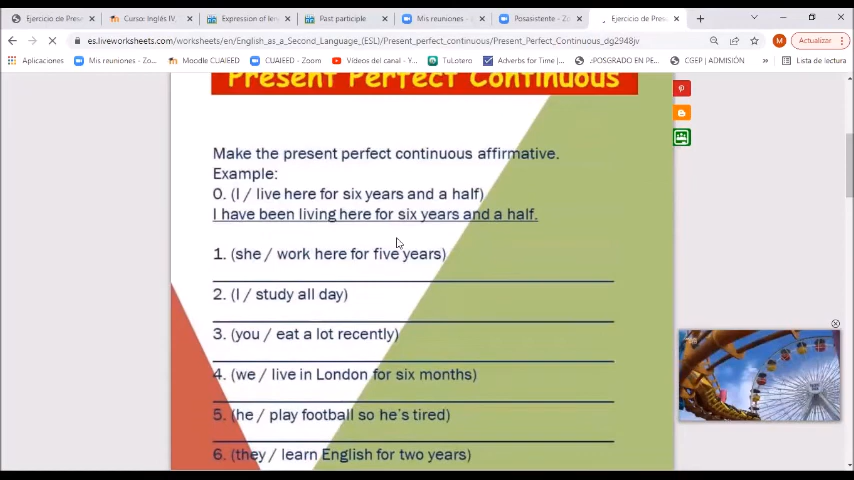 Ejercicio de Pres
Curso: Inglés IV,
Expression of len
Past participle
Mis reuniones - Z
Posasistente - Zo
Ejercicio de Pres
es.liveworksheets.com/worksheets/en/English_as_a_Second_Language_(ESL)/Present_perfect_continuous/Present_Perfect_Continuous_dg2948jv
M
Actualizar
Aplicaciones
Mis reuniones - Zo...
Moodle CUAIEED
CUAIEED - Zoom
Vídeos del canal - Y...
TuLotero
Adverbs for Time |...
:.POSGRADO EN PE...
CGEP | ADMISIÓN
»
Lista de lectura
Present Perfect Continuous
Make the present perfect continuous affirmative.
Example:
0. (I / live here for six years and a half)
I have been living here for six years and a half.
1. (she / work here for five years)
2. (I / study all day)
3. (you / eat a lot recently)
4. (we / live in London for six months)
5. (he / play football so he's tired)
6. (they / learn English for two years)